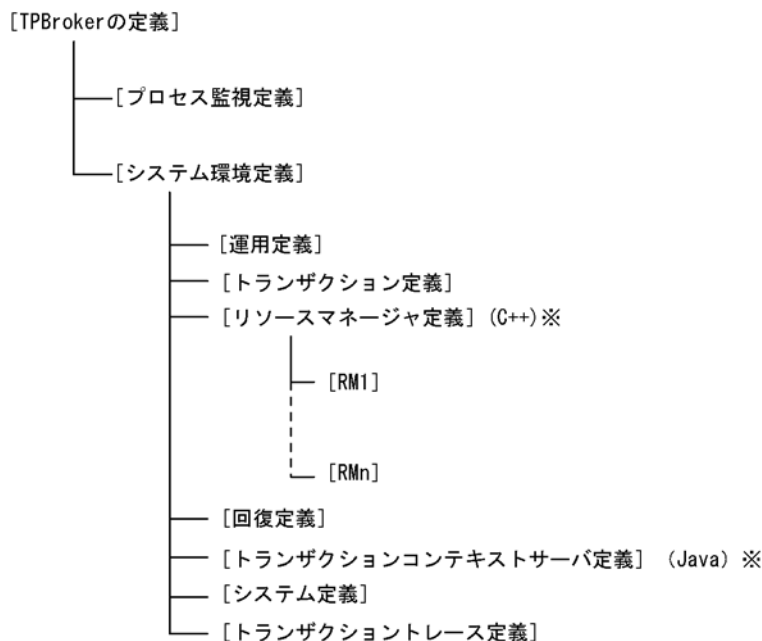 [TPBrokerの定義]
[プロセス監視定義]
[システム環境定義]
[運用定義]
[トランザクション定義]
[リソースマネージャ定義] (C++)※
[RM1]
[RMn]
[回復定義]
[トランザクションコンテキストサーバ定義] (Java) ※
[システム定義]
[トランザクショントレース定義]